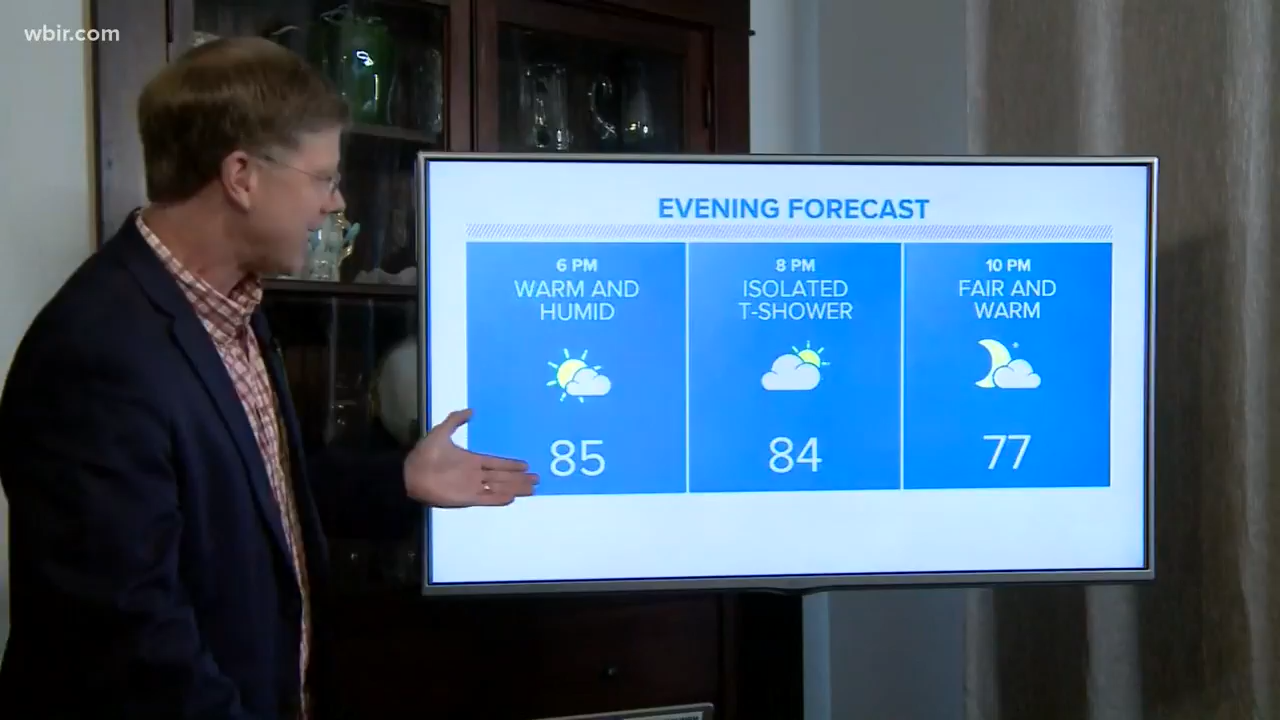 wbir.com
EVENING FORECAST
6 PM
WARM AND
HUMID
85
8 PM
ISOLATED
T-SHOWER
84
10 PM
FAIR AND
WARM
77